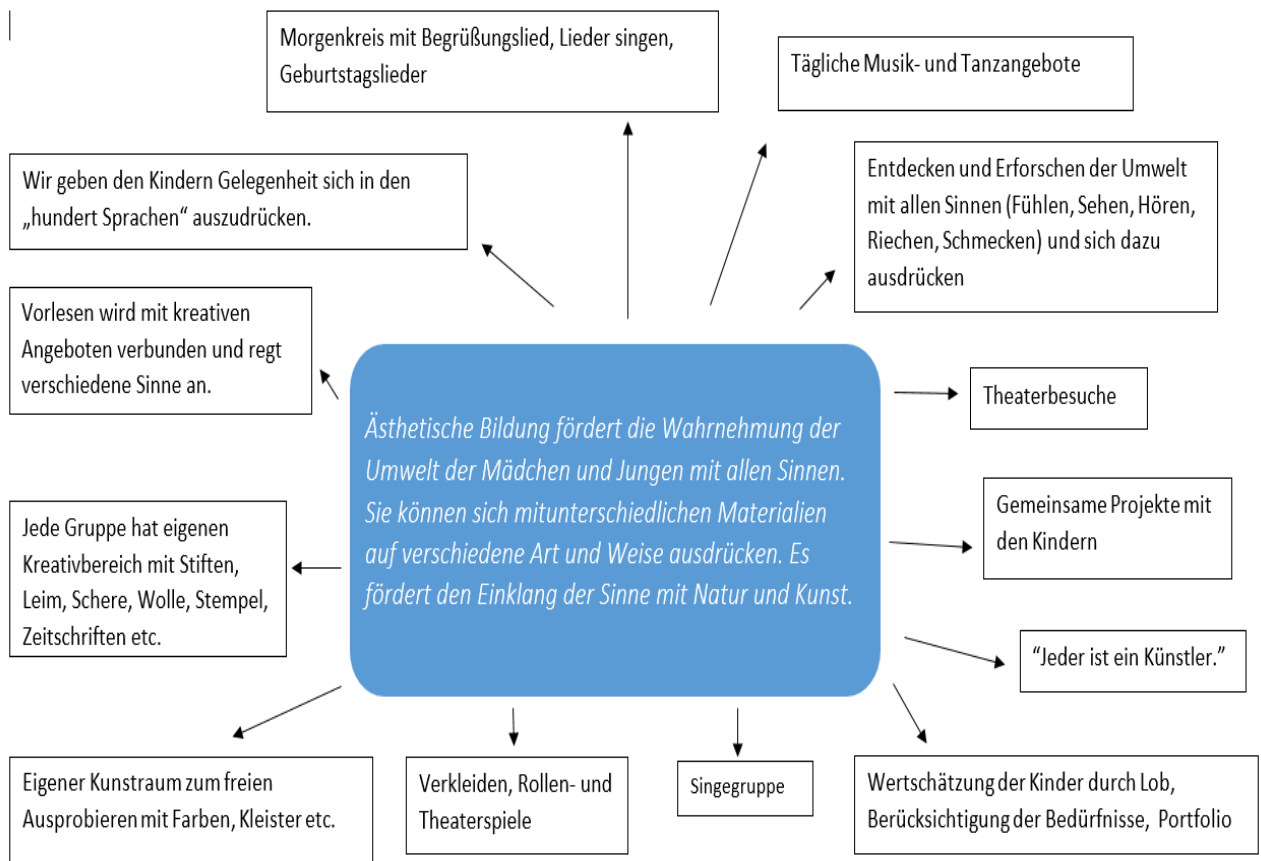 Morgenkreis mit Begrüßungslied, Lieder singen,
Geburtstagslieder
Tägliche Musik- und Tanzangebote
Wir geben den Kindern Gelegenheit sich in den
„hundert Sprachen“ auszudrücken.
Entdecken und Erforschen der Umwelt
mit allen Sinnen (Fühlen, Sehen, Hören,
Riechen, Schmecken) und sich dazu
ausdrücken
Vorlesen wird mit kreativen
Angeboten verbunden und regt
verschiedene Sinne an.
Ästhetische Bildung fördert die Wahrnehmung der
Umwelt der Mädchen und Jungen mit allen Sinnen.
Sie können sich mitunterschiedlichen Materialien
auf verschiedene Art und Weise ausdrücken. Es
fördert den Einklang der Sinne mit Natur und Kunst.
Theaterbesuche
Jede Gruppe hat eigenen
Kreativbereich mit Stiften,
Leim, Schere, Wolle, Stempel,
Zeitschriften etc.
Gemeinsame Projekte mit
den Kindern
“Jeder ist ein Künstler.”
Eigener Kunstraum zum freien
Ausprobieren mit Farben, Kleister etc.
Verkleiden, Rollen- und
Theaterspiele
Singegruppe
Wertschätzung der Kinder durch Lob,
Berücksichtigung der Bedürfnisse, Portfolio